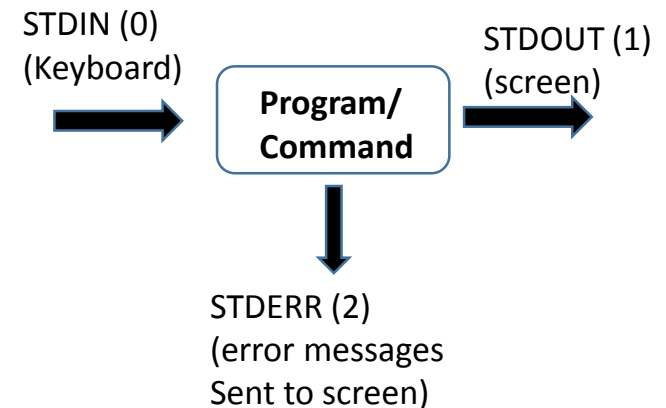 STDIN (0)
(Keyboard)
Program/
Command
STDOUT (1)
(screen)
STDERR (2)
(error messages
Sent to screen)